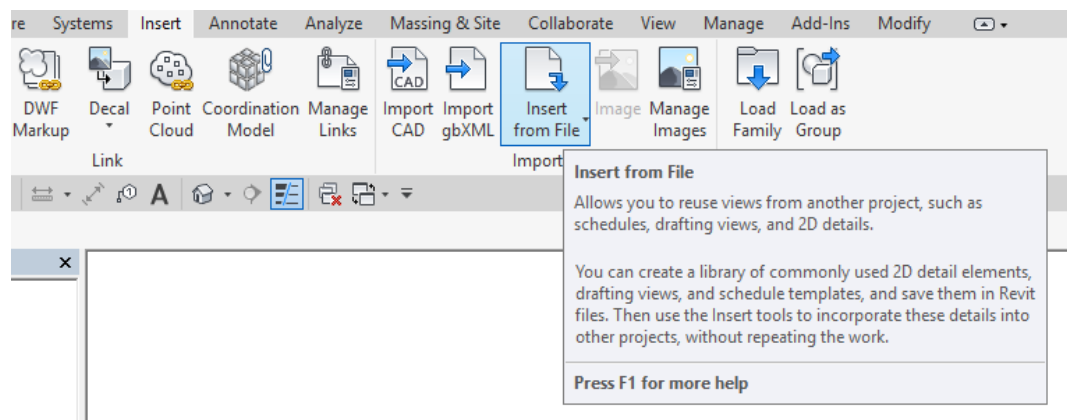 re Systems Insert Annotate Analyze Massing & Site Collaborate View Manage Add-Ins Modify
DWF Markup
Decal
Point Cloud
Coordination Model
Manage Links
Import CAD
Import gbXML
Insert from File
Image
Manage Images
Load Family
Load as Group
CAD
Link
Import
A
Insert from File
Allows you to reuse views from another project, such as
schedules, drafting views, and 2D details.
You can create a library of commonly used 2D detail elements,
drafting views, and schedule templates, and save them in Revit
files. Then use the Insert tools to incorporate these details into
other projects, without repeating the work.
Press F1 for more help